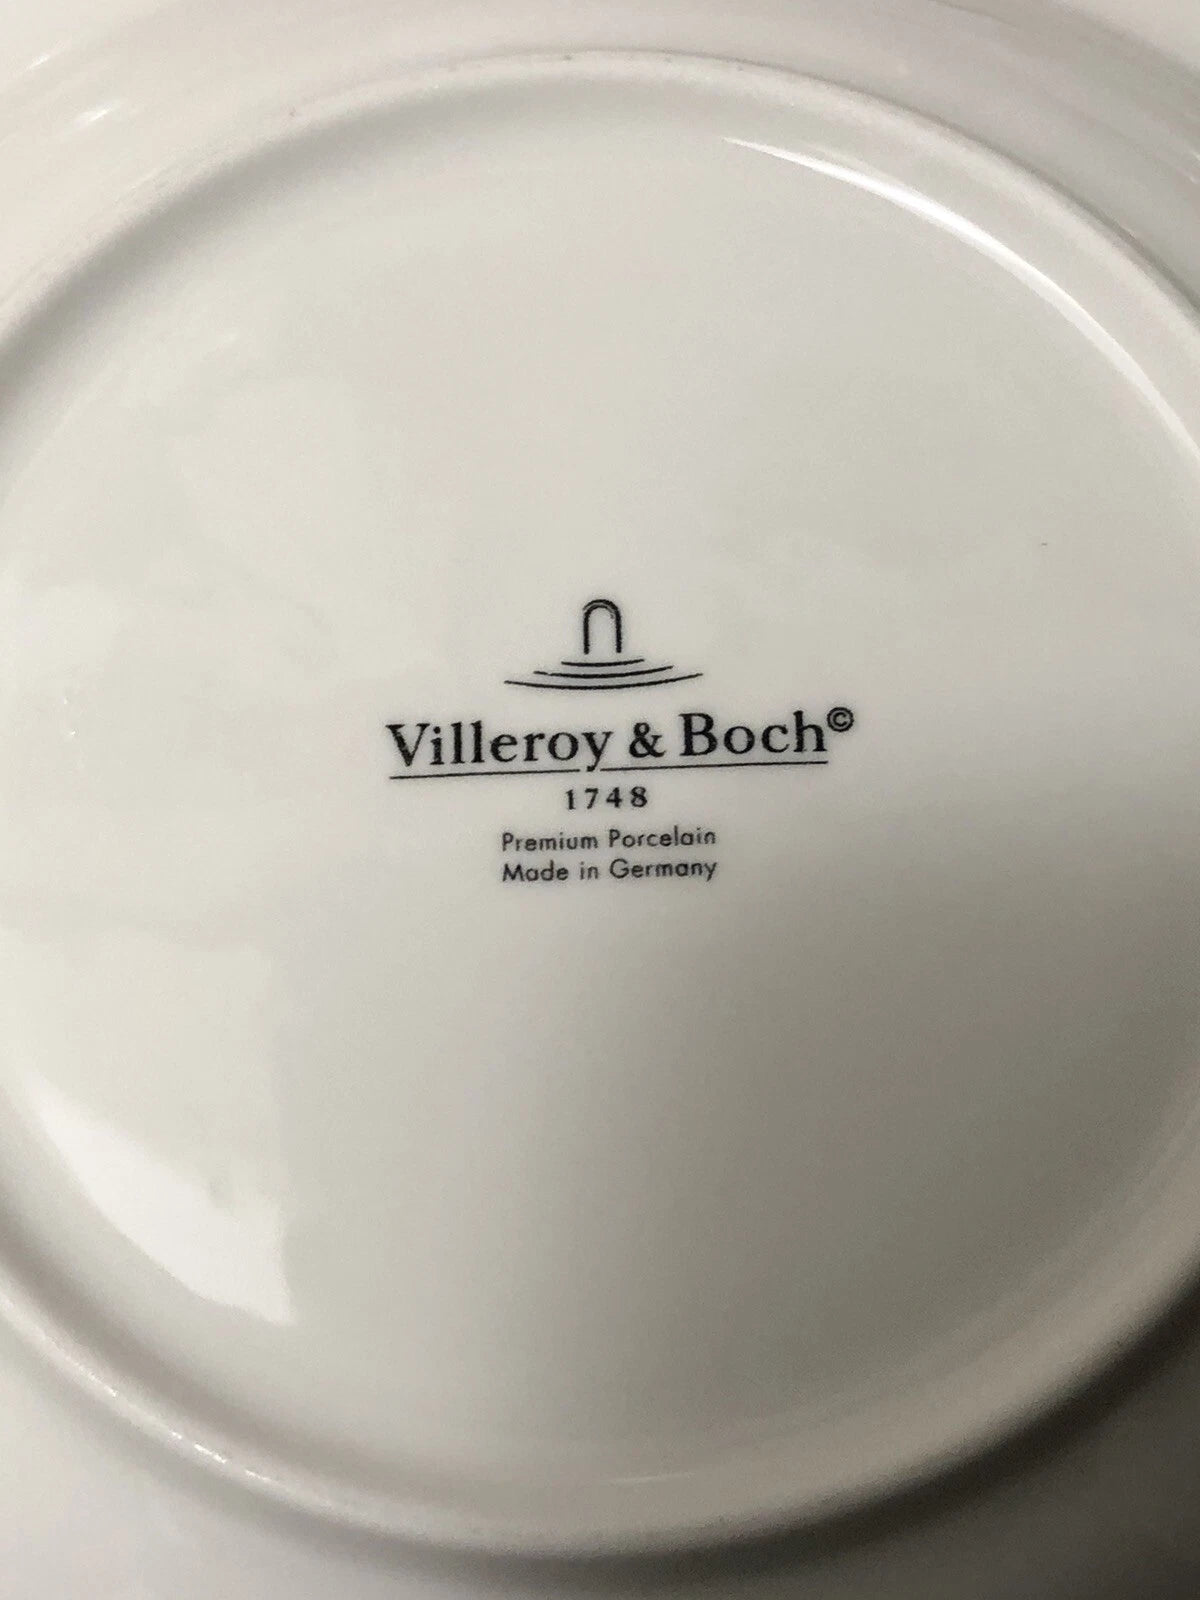 Villeroy & Boch©
1748
Premium Porcelain
Made in Germany